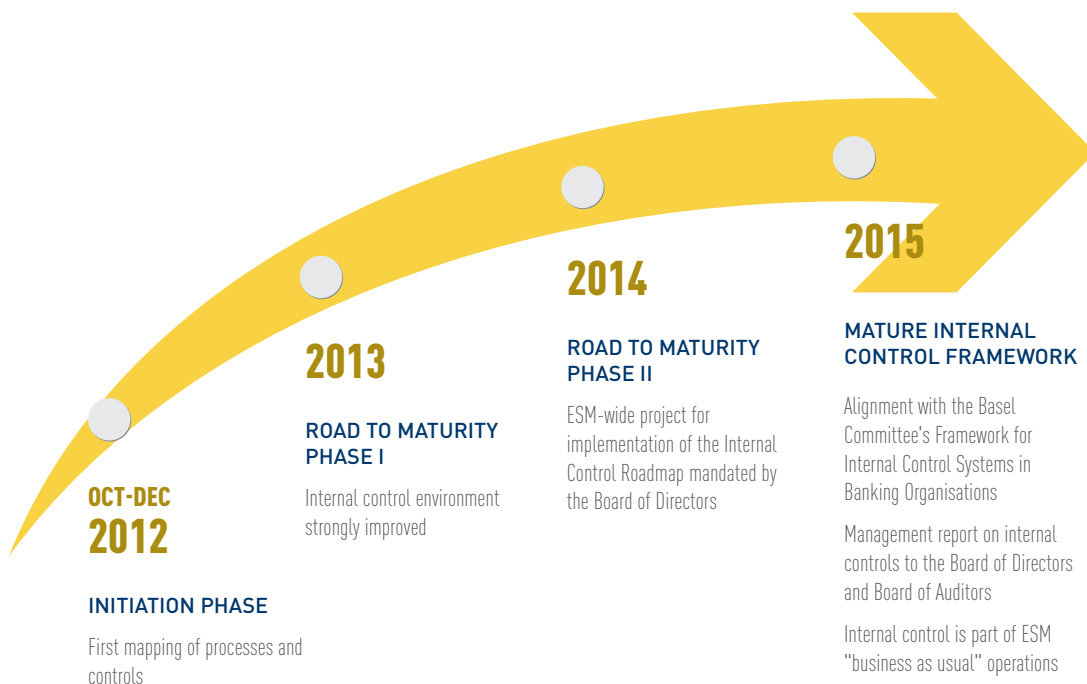 OCT-DEC
2012
INITIATION PHASE
First mapping of processes and
controls
2013
ROAD TO MATURITY
PHASE I
Internal control environment
strongly improved
2014
ROAD TO MATURITY
PHASE II
ESM-wide project for
implementation of the Internal
Control Roadmap mandated by
the Board of Directors
2015
MATURE INTERNAL
CONTROL FRAMEWORK
Alignment with the Basel
Committee's Framework for
Internal Control Systems in
Banking Organisations
Management report on internal
controls to the Board of Directors
and Board of Auditors
Internal control is part of ESM
"business as usual" operations